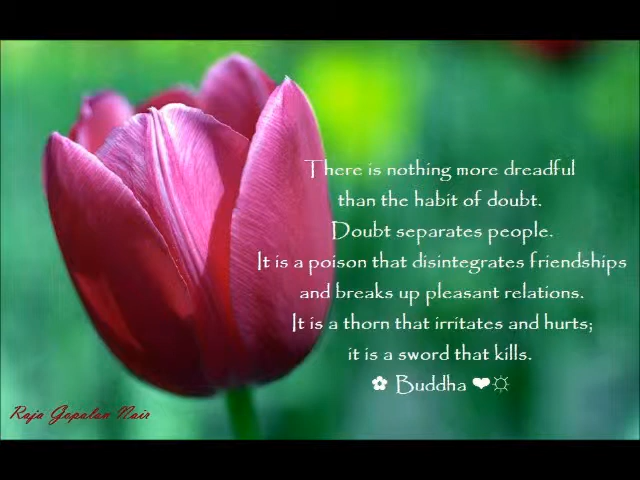 There is nothing more dreadful
than the habit of doubt.
Doubt separates people.
It is a poison that disintegrates friendships
and breaks up pleasant relations.
It is a thorn that irritates and hurts;
it is a sword that kills.
✿ Buddha ❤☼
Raja Gopalan Nair